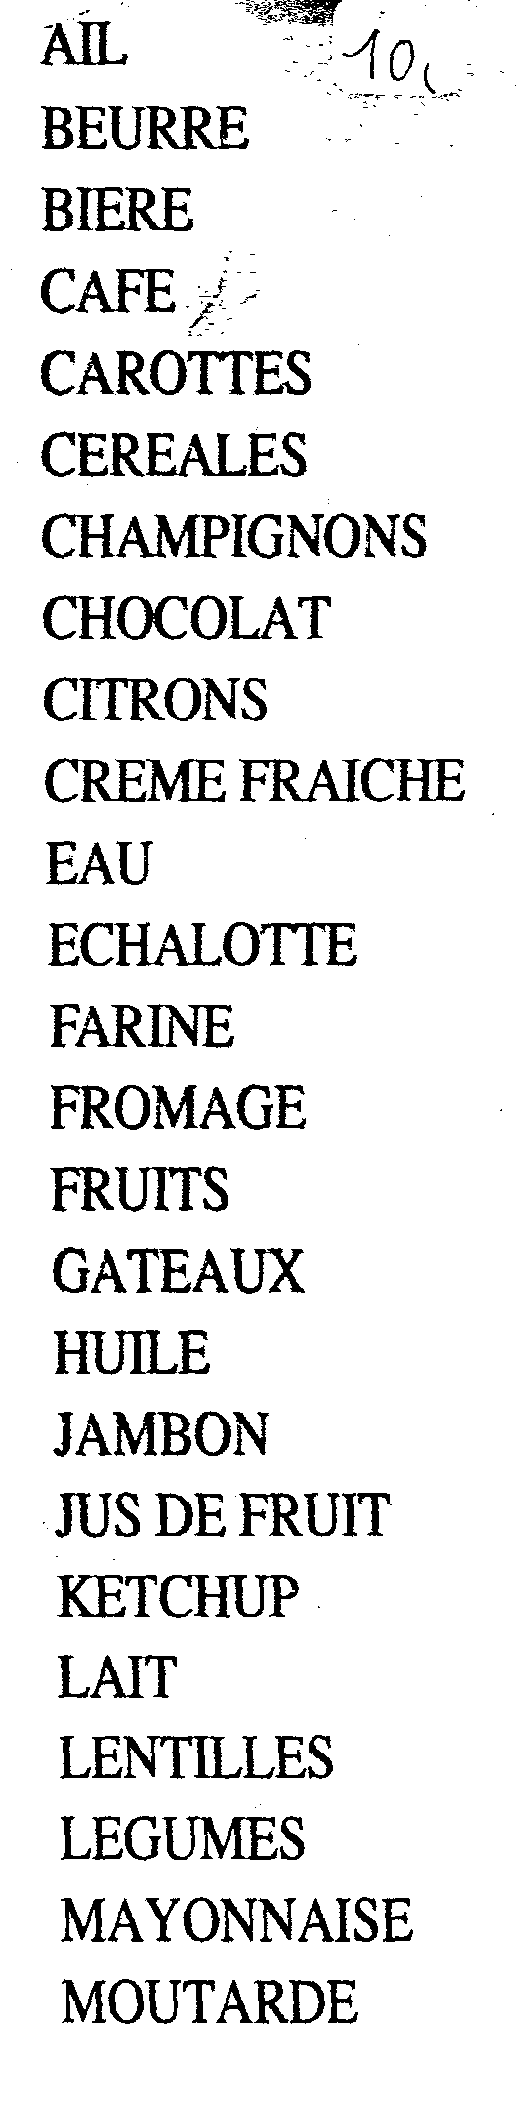 AIL
10
BEURRE
BIERE
CAFE
CAROTTES
CEREALES
CHAMPIGNONS
CHOCOLAT
CITRONS
CREME FRAICHE
EAU
ECHALOTTE
FARINE
FROMAGE
FRUITS
GATEAUX
HUILE
JAMBON
JUS DE FRUIT
KETCHUP
LAIT
LENTILLES
LEGUMES
MAYONNAISE
MOUTARDE